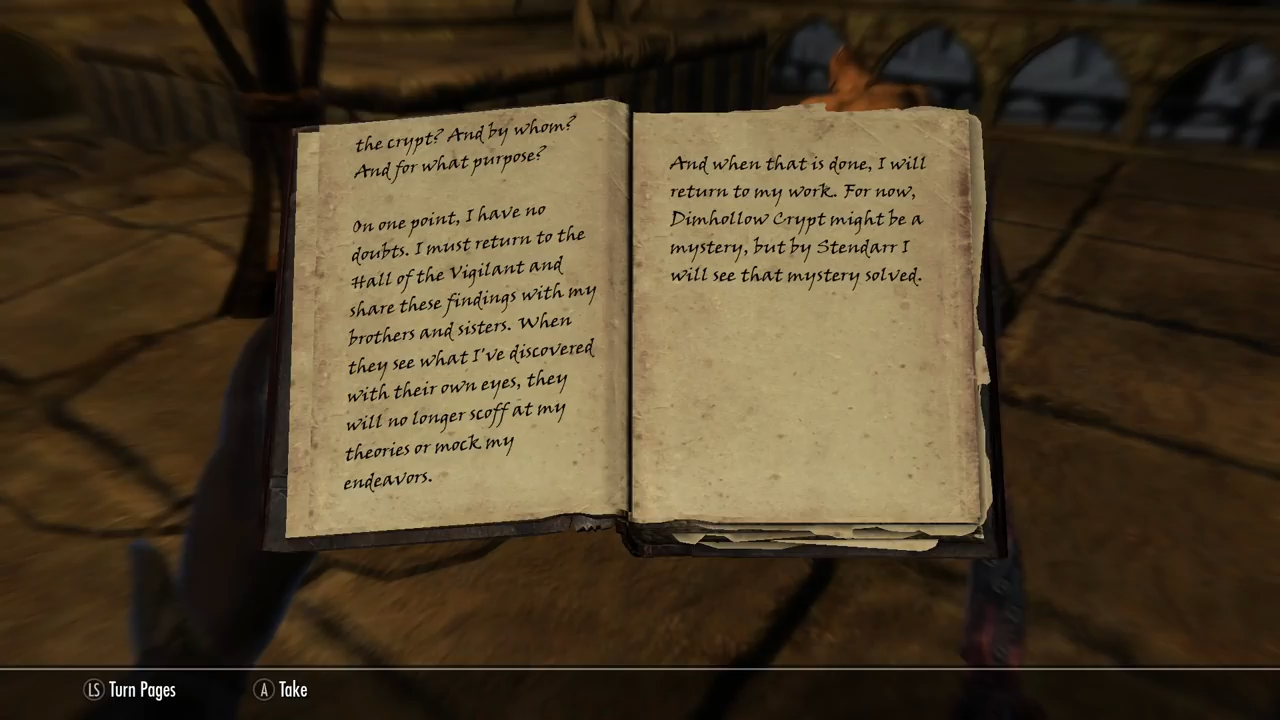 the crypt? And by whom?
And for what purpose?
On one point, I have no
doubts. I must return to the
Hall of the Vigilant and
share these findings with my
brothers and sisters. When
they see what I've discovered
with their own eyes, they
will no longer scoff at my
theories or mock my
endeavors.
And when that is done, I will
return to my work. For now,
Dimhollow Crypt might be a
mystery, but by Stendarr I
will see that mystery solved.
LS Turn Pages
A Take